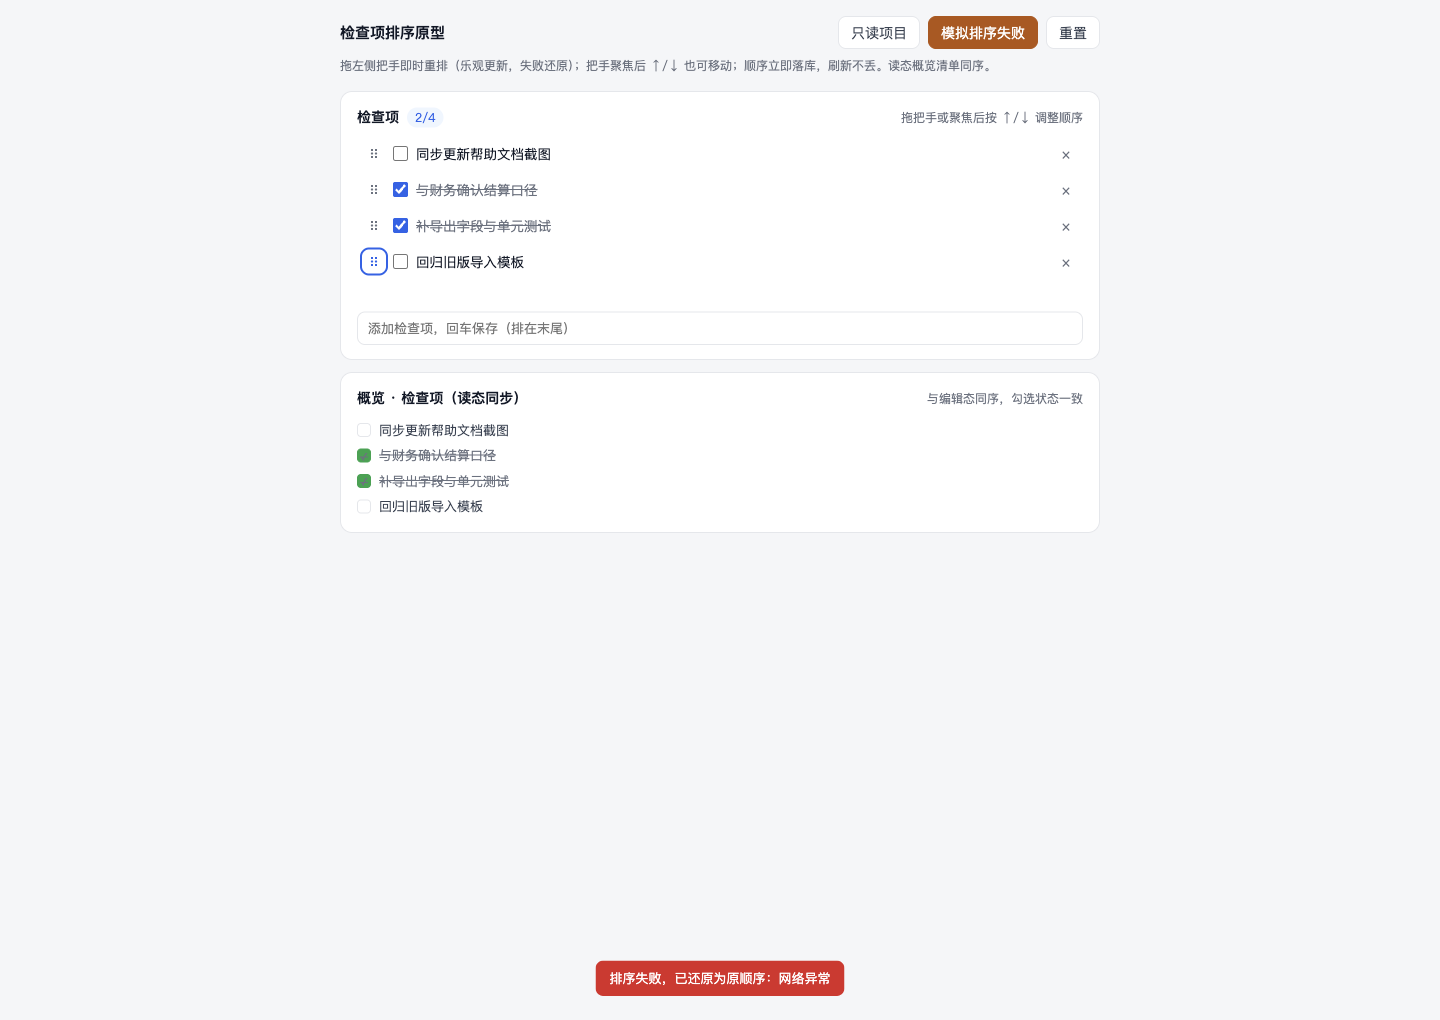 检查项排序原型
只读项目
模拟排序失败
重置
拖左侧把手即时重排（乐观更新，失败还原）；把手聚焦后 ↑/↓ 也可移动；顺序立即落库，刷新不丢。读态概览清单同序。
检查项 2/4
拖把手或聚焦后按 ↑/↓ 调整顺序
同步更新帮助文档截图 ×
与财务确认结算口径 ×
补导出字段与单元测试 ×
回归旧版导入模板 ×
添加检查项，回车保存（排在末尾）
概览 · 检查项（读态同步）
与编辑态同序，勾选状态一致
同步更新帮助文档截图
与财务确认结算口径
补导出字段与单元测试
回归旧版导入模板
排序失败，已还原为原顺序：网络异常